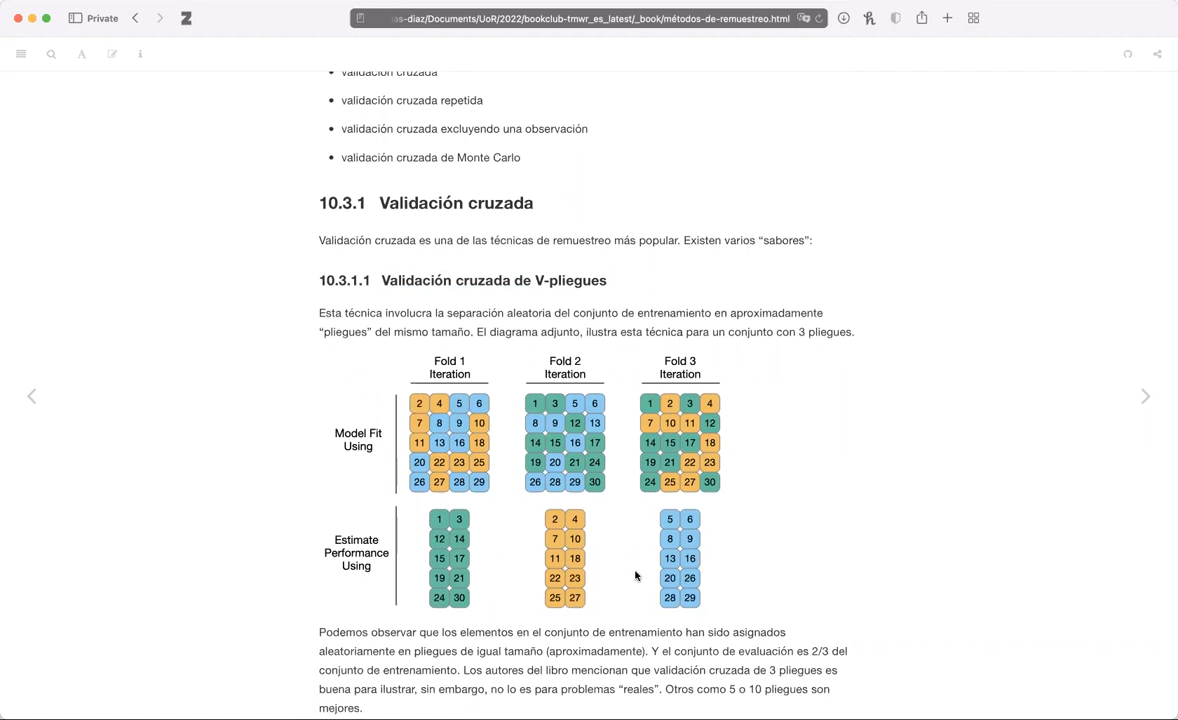 Private
as-diaz/Documents/UoR/2022/bookclub-tmwr_es_latest/_book/métodos-de-remuestreo.html
validación cruzada
validación cruzada repetida
validación cruzada excluyendo una observación
validación cruzada de Monte Carlo
10.3.1 Validación cruzada
Validación cruzada es una de las técnicas de remuestreo más popular. Existen varios “sabores”:
10.3.1.1 Validación cruzada de V-pliegues
Esta técnica involucra la separación aleatoria del conjunto de entrenamiento en aproximadamente
“pliegues” del mismo tamaño. El diagrama adjunto, ilustra esta técnica para un conjunto con 3 pliegues.
Fold 1 Fold 2 Fold 3
Iteration Iteration Iteration
2 4 5 6 1 3 5 6 1 2 3 4
7 8 9 10 8 9 12 13 7 10 11 12
Model Fit
Using
11 13 16 18 14 15 16 17 14 15 17 18
20 22 23 25 19 20 21 24 19 21 22 23
26 27 28 29 26 28 29 30 24 25 27 30
1 3 2 4 5 6
12 14 7 10 8 9
Estimate
Performance
Using
15 17 11 18 13 16
19 21 22 23 20 26
24 30 25 27 28 29
Podemos observar que los elementos en el conjunto de entrenamiento han sido asignados
aleatoriamente en pliegues de igual tamaño (aproximadamente). Y el conjunto de evaluación es 2/3 del
conjunto de entrenamiento. Los autores del libro mencionan que validación cruzada de 3 pliegues es
buena para ilustrar, sin embargo, no lo es para problemas “reales”. Otros como 5 o 10 pliegues son
mejores.